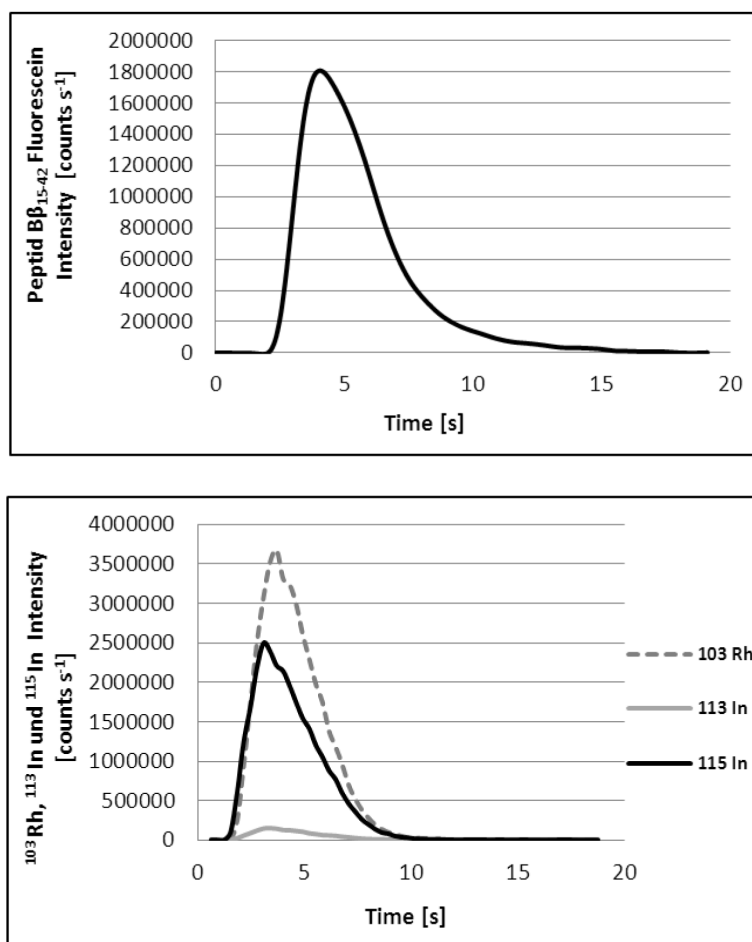 Peptid Bβ15-42 Fluorescein
Intensity [counts s-1]
2000000
1800000
1600000
1400000
1200000
1000000
800000
600000
400000
200000
0
0 5 10 15 20
Time [s]
103Rh, 113In und 115In Intensity
[counts s-1]
4000000
3500000
3000000
2500000
2000000
1500000
1000000
500000
0
0 5 10 15 20
Time [s]
103 Rh
113 In
115 In